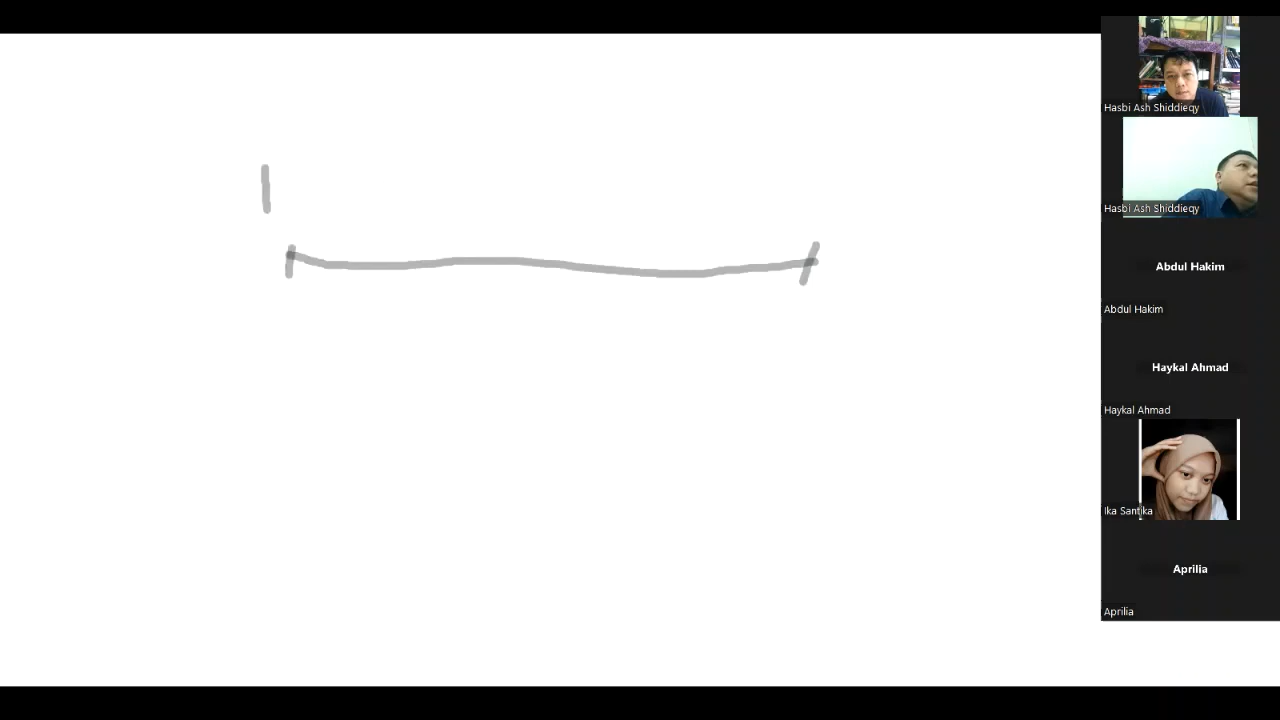 Hasbi Ash Shiddieqy
Hasbi Ash Shiddieqy
Abdul Hakim
Abdul Hakim
Haykal Ahmad
Haykal Ahmad
Ika Santika
Aprilia
Aprilia